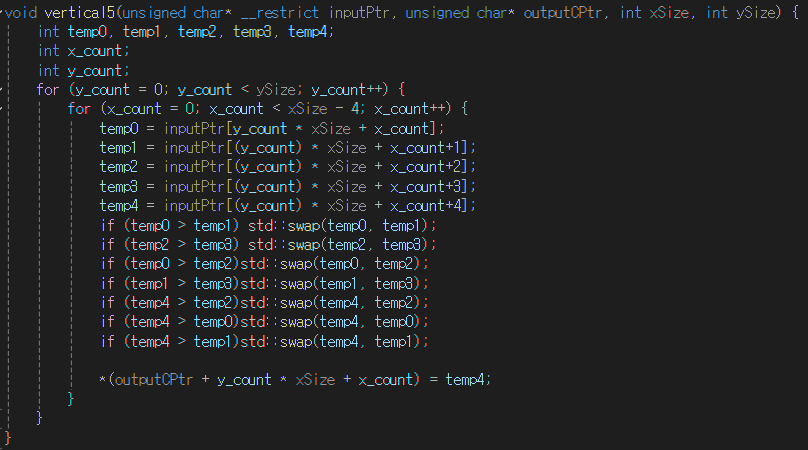 void vertical5(unsigned char* __restrict inputPtr, unsigned char* outputCPtr, int xSize, int ySize) {
int temp0, temp1, temp2, temp3, temp4;
int x_count;
int y_count;
for (y_count = 0; y_count < ySize; y_count++) {
for (x_count = 0; x_count < xSize - 4; x_count++) {
temp0 = inputPtr[y_count * xSize + x_count];
temp1 = inputPtr[(y_count) * xSize + x_count+1];
temp2 = inputPtr[(y_count) * xSize + x_count+2];
temp3 = inputPtr[(y_count) * xSize + x_count+3];
temp4 = inputPtr[(y_count) * xSize + x_count+4];
if (temp0 > temp1) std::swap(temp0, temp1);
if (temp2 > temp3) std::swap(temp2, temp3);
if (temp0 > temp2)std::swap(temp0, temp2);
if (temp1 > temp3)std::swap(temp1, temp3);
if (temp4 > temp2)std::swap(temp4, temp2);
if (temp4 > temp0)std::swap(temp4, temp0);
if (temp4 > temp1)std::swap(temp4, temp1);
*(outputCPtr + y_count * xSize + x_count) = temp4;
}
}
}